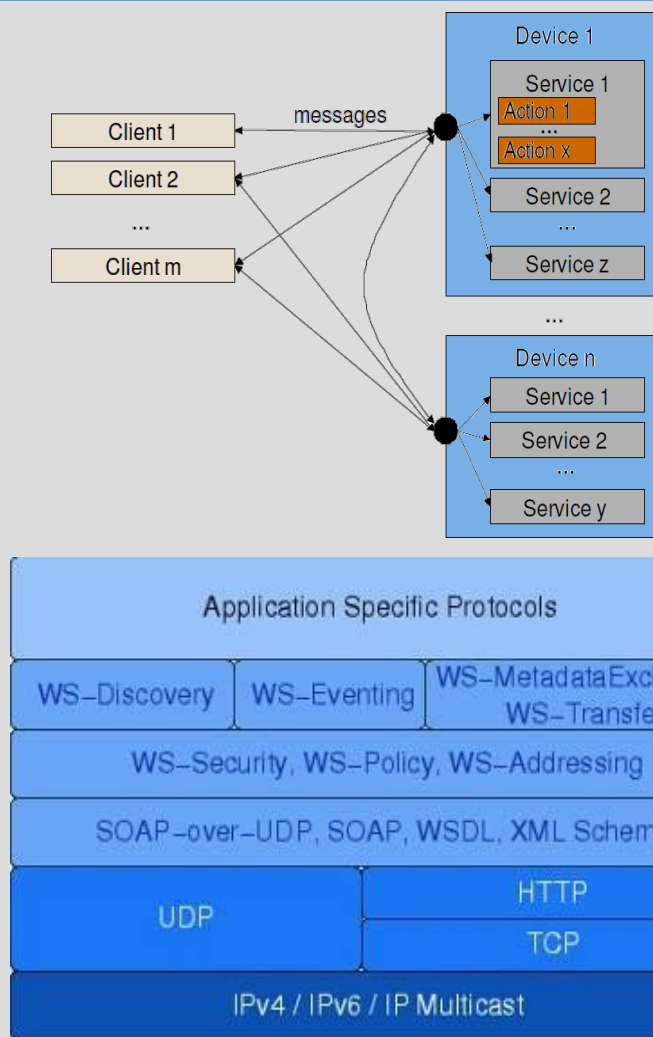 Device 1
Service 1
Action 1
...
Action x
Service 2
...
Service z
messages
Client 1
Client 2
...
Client m
...
Device n
Service 1
Service 2
...
Service y
Application Specific Protocols
WS-Discovery
WS-Eventing
WS-MetadataExc
WS-Transfe
WS-Security, WS-Policy, WS-Addressing
SOAP-over-UDP, SOAP, WSDL, XML Schem
UDP
HTTP
TCP
IPv4 / IPv6 / IP Multicast